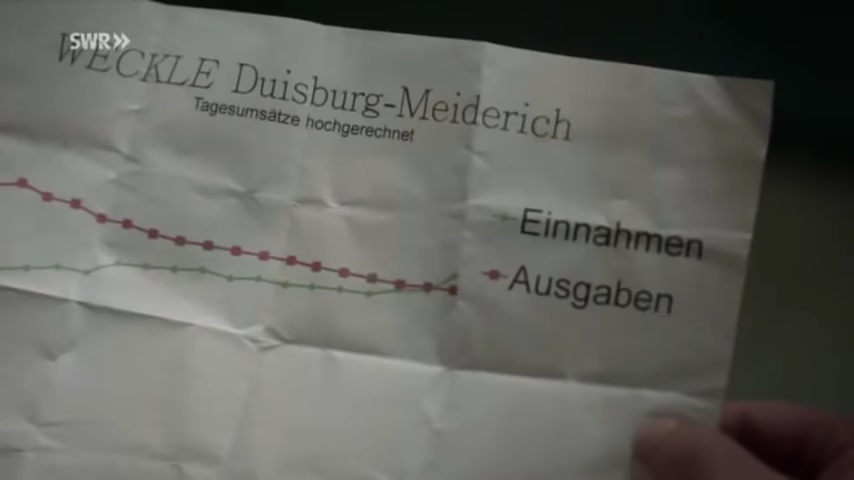 SWR»
WECKLE Duisburg-Meiderich
Tagesumsätze hochgerechnet
Einnahmen
Ausgaben